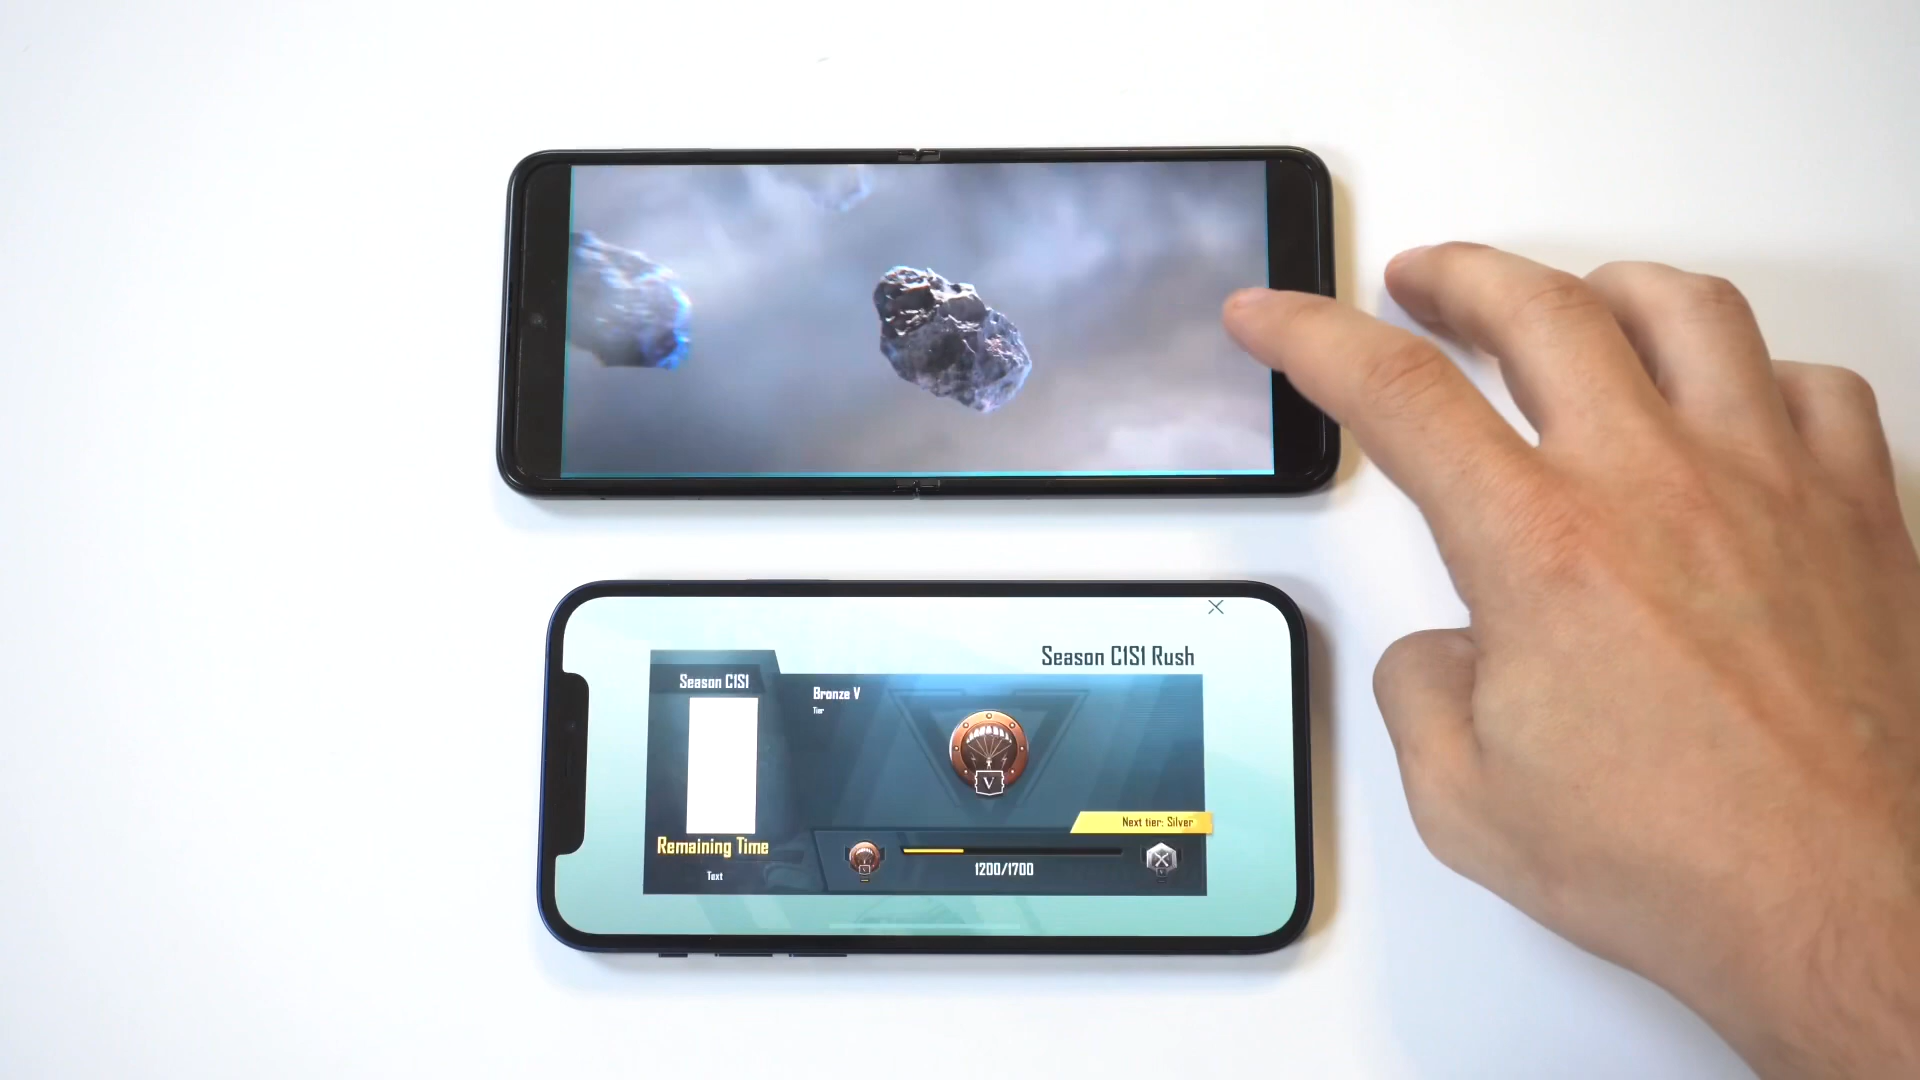 Season C1S1 Rush
Season C1S1
Bronze V
Tier
V
Next tier: Silver
Remaining Time
1200/1700
Text